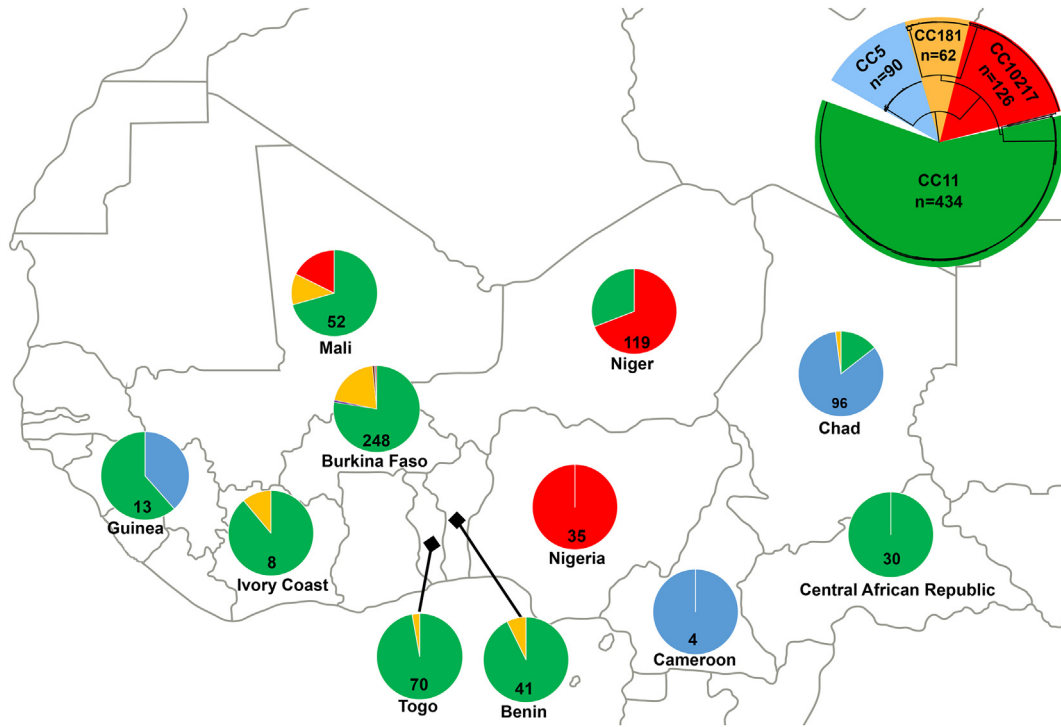 CC5
n=90
CC181
n=62
CC10217
n=126
CC11
n=434
52
Mali
119
Niger
96
Chad
248
Burkina Faso
13
Guinea
8
Ivory Coast
35
Nigeria
30
Central African Republic
4
Cameroon
70
Togo
41
Benin